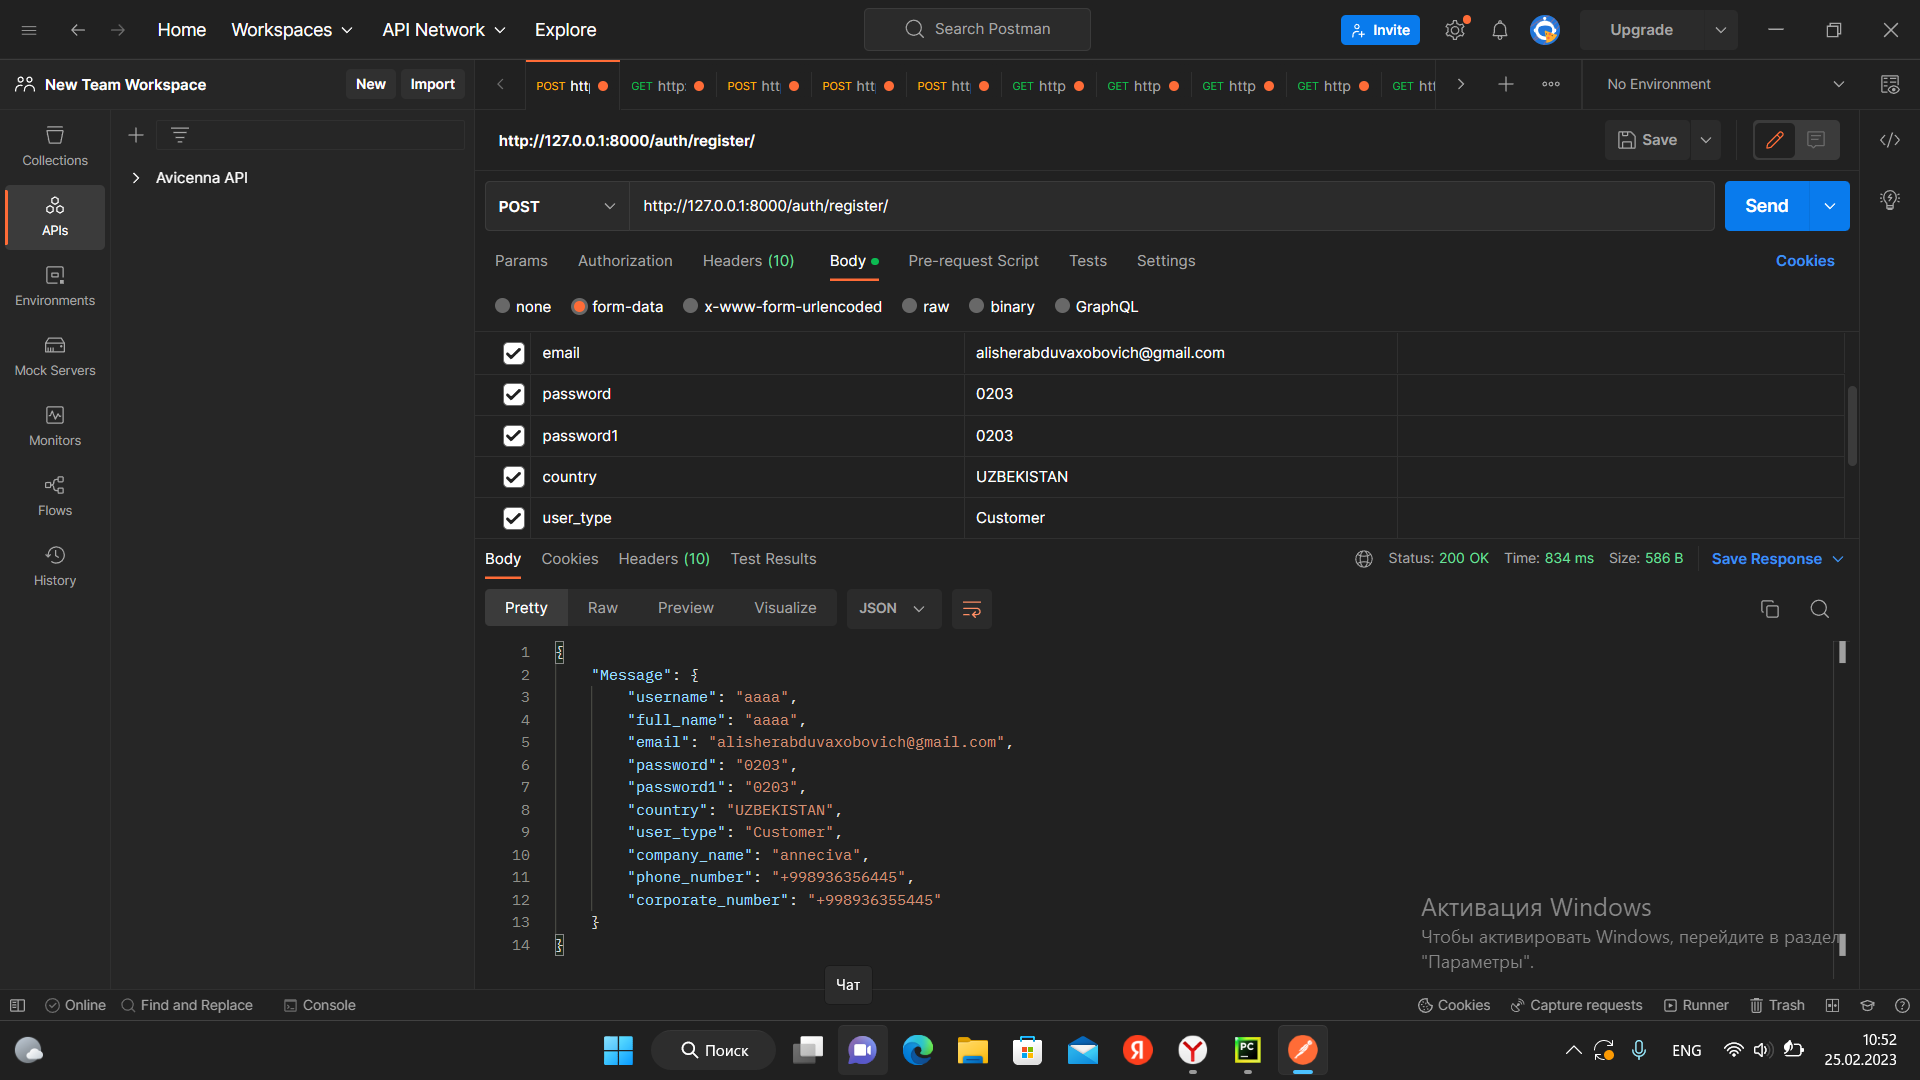 Home Workspaces API Network Explore Search Postman Invite Upgrade
New Team Workspace New Import
POST htt GET http: POST htt POST htt POST htt GET http GET http GET http GET http GET htt No Environment
http://127.0.0.1:8000/auth/register/ Save
Collections
APIs
Environments
Mock Servers
Monitors
Flows
History
Avicenna API
POST http://127.0.0.1:8000/auth/register/ Send
Params Authorization Headers (10) Body Pre-request Script Tests Settings Cookies
none form-data x-www-form-urlencoded raw binary GraphQL
email alisherabduvaxobovich@gmail.com
password 0203
password1 0203
country UZBEKISTAN
user_type Customer
Body Cookies Headers (10) Test Results Status: 200 OK Time: 834 ms Size: 586 B Save Response
Pretty Raw Preview Visualize JSON
1 {
2 "Message": {
3 "username": "aaaa",
4 "full_name": "aaaa",
5 "email": "alisherabduvaxobovich@gmail.com",
6 "password": "0203",
7 "password1": "0203",
8 "country": "UZBEKISTAN",
9 "user_type": "Customer",
10 "company_name": "anneciva",
11 "phone_number": "+998936356445",
12 "corporate_number": "+998936355445"
13 }
14 }
Активация Windows
Чтобы активировать Windows, перейдите в раздел
"Параметры".
Чат
Online Find and Replace Console Cookies Capture requests Runner Trash
Поиск
PC
ENG
10:52
25.02.2023